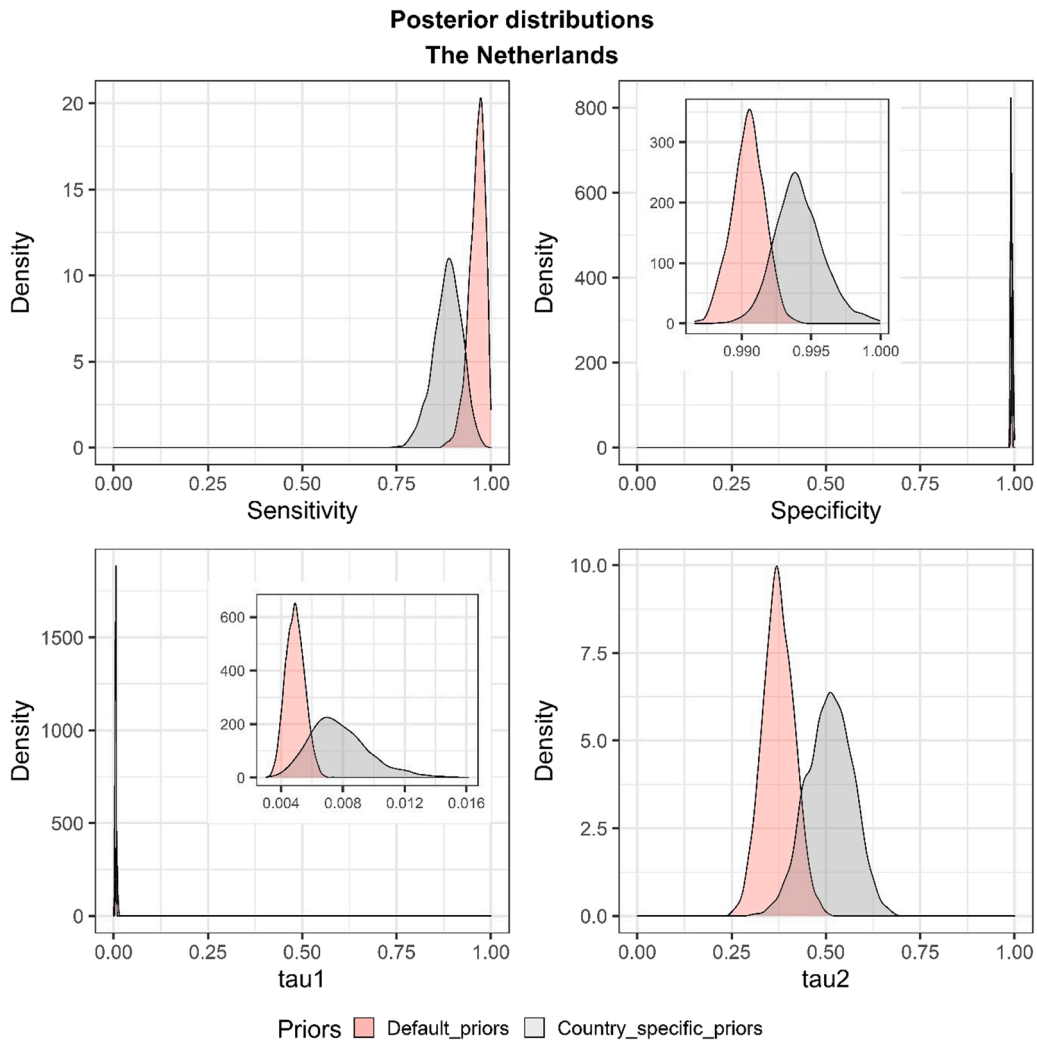 Posterior distributions
The Netherlands
20
15
10
5
0
Density
0.00 0.25 0.50 0.75 1.00
Sensitivity
800
600
400
200
0
Density
300
200
100
0
0.990 0.995 1.000
0.00 0.25 0.50 0.75 1.00
Specificity
1500
1000
500
0
Density
600
400
200
0
0.004 0.008 0.012 0.016
0.00 0.25 0.50 0.75 1.00
tau1
10.0
7.5
5.0
2.5
0.0
Density
0.00 0.25 0.50 0.75 1.00
tau2
Priors Default_priors Country_specific_priors